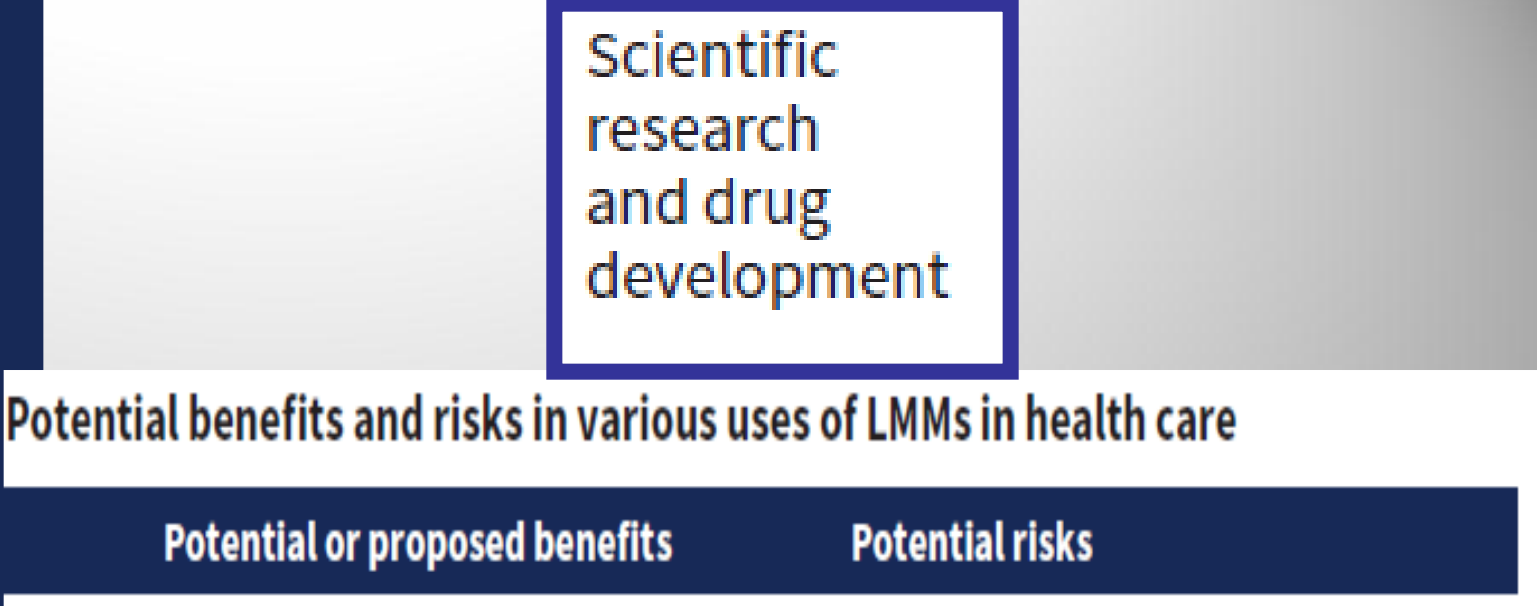 Scientific
research
and drug
development
Potential benefits and risks in various uses of LMMs in health care
Potential or proposed benefits Potential risks